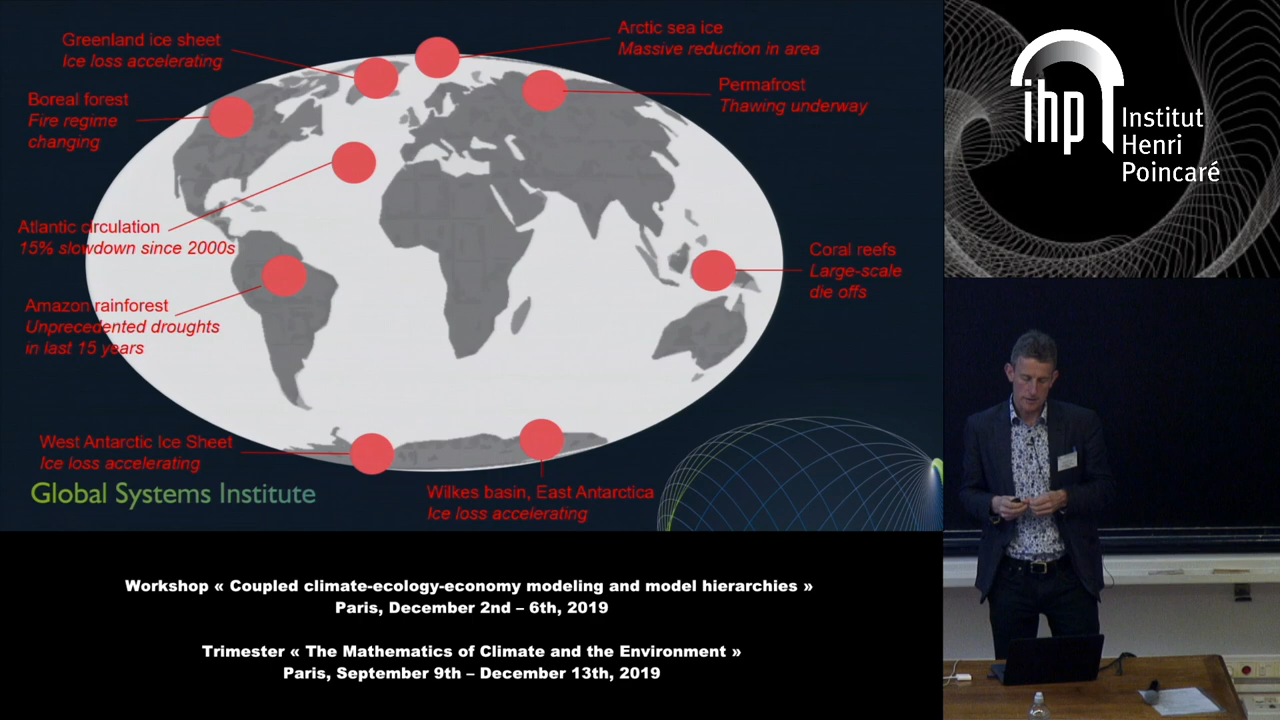 Greenland ice sheet
Ice loss accelerating
Arctic sea ice
Massive reduction in area
Boreal forest
Fire regime
changing
Permafrost
Thawing underway
Atlantic circulation
15% slowdown since 2000s
Coral reefs
Large-scale
die offs
Amazon rainforest
Unprecedented droughts
in last 15 years
West Antarctic Ice Sheet
Ice loss accelerating
Wilkes basin, East Antarctica
Ice loss accelerating
Global Systems Institute
ihp
Institut
Henri
Poincaré
Workshop « Coupled climate-ecology-economy modeling and model hierarchies »
Paris, December 2nd – 6th, 2019
Trimester « The Mathematics of Climate and the Environment »
Paris, September 9th – December 13th, 2019